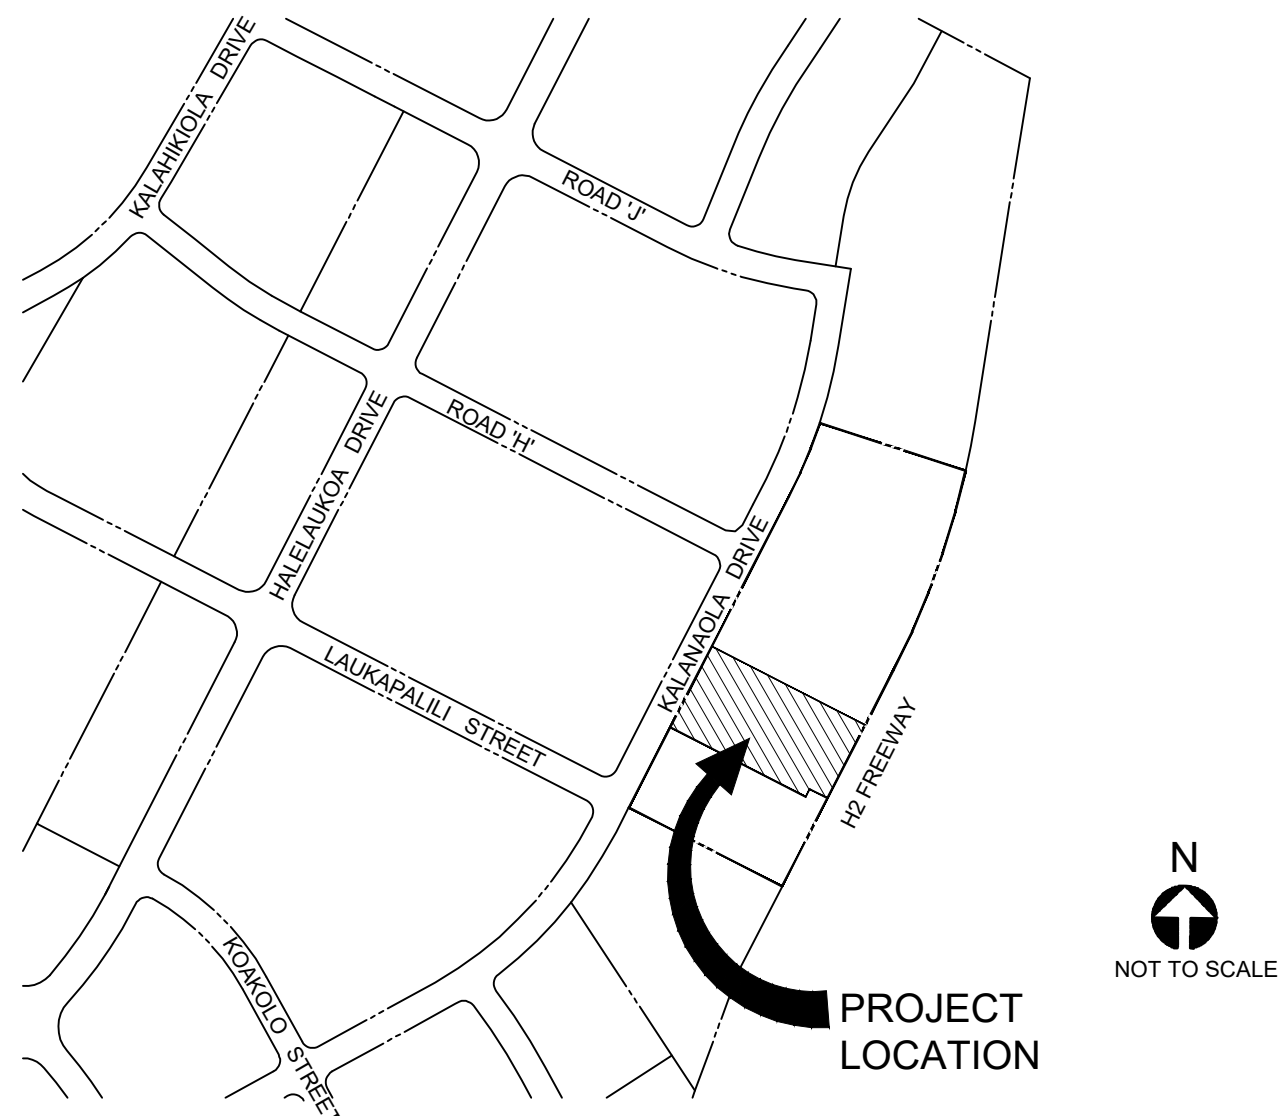 KALAHIKIOLA DRIVE
ROAD 'J'
ROAD 'H'
HALELAUKOA DRIVE
KALANAOLA DRIVE
LAUKAPALILI STREET
H2 FREEWAY
N
NOT TO SCALE
KOAKOLO STREET
PROJECT
LOCATION